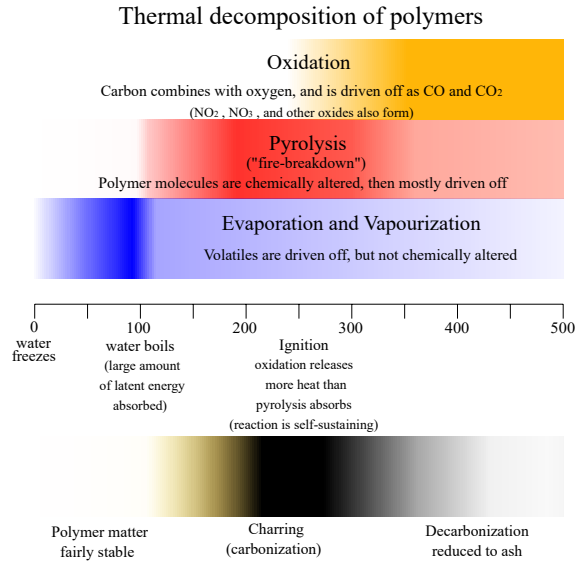 Thermal decomposition of polymers
Oxidation
Carbon combines with oxygen, and is driven off as CO and CO₂
(NO₂ , NO₃ , and other oxides also form)
Pyrolysis
("fire-breakdown")
Polymer molecules are chemically altered, then mostly driven off
Evaporation and Vapourization
Volatiles are driven off, but not chemically altered
0 100 200 300 400 500
water
freezes
water boils
(large amount
of latent energy
absorbed)
Ignition
oxidation releases
more heat than
pyrolysis absorbs
(reaction is self-sustaining)
Polymer matter
fairly stable
Charring
(carbonization)
Decarbonization
reduced to ash